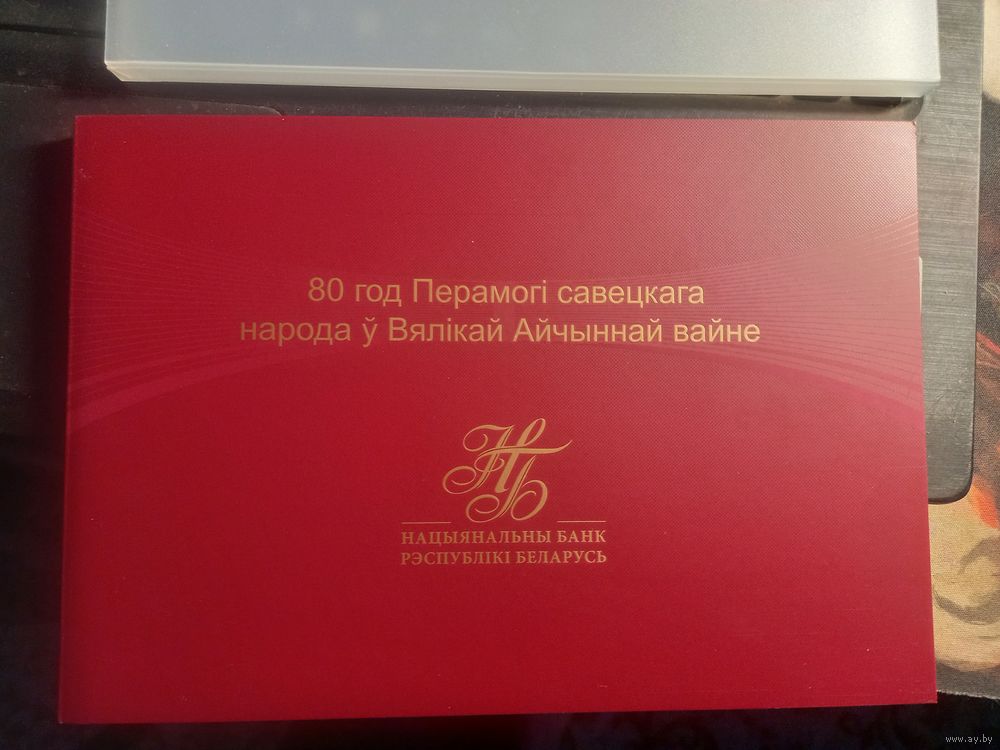 80 год Перамогі савецкага
народа ў Вялікай Айчыннай вайне
НБ
НАЦЫЯНАЛЬНЫ БАНК
РЭСПУБЛІКІ БЕЛАРУСЬ
www.ay.by